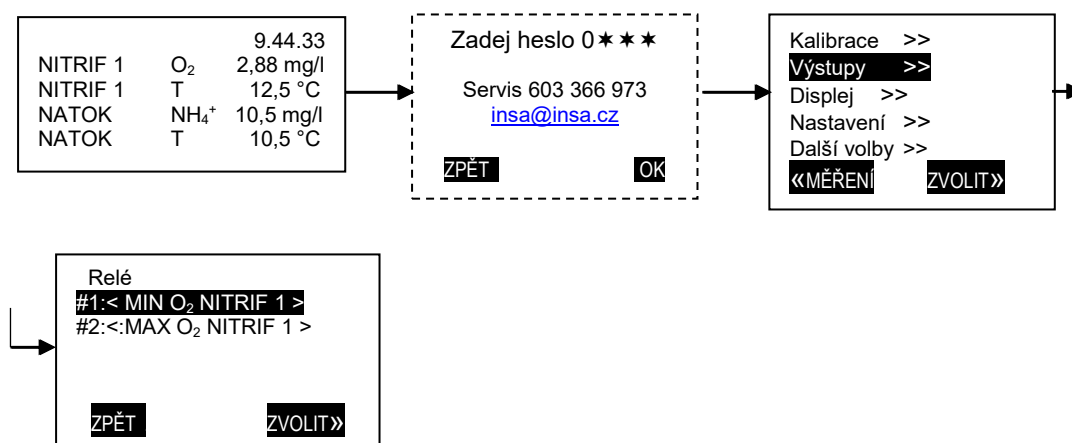 9.44.33
NITRIF 1 O₂ 2,88 mg/l
NITRIF 1 T 12,5 °C
NATOK NH₄⁺ 10,5 mg/l
NATOK T 10,5 °C
Zadej heslo 0✶✶✶
Servis 603 366 973
insa@insa.cz
ZPĚT OK
Kalibrace >>
Výstupy >>
Displej >>
Nastavení >>
Další volby >>
«MĚŘENÍ ZVOLIT»
Relé
#1:< MIN O₂ NITRIF 1 >
#2:<:MAX O₂ NITRIF 1 >
ZPĚT ZVOLIT»